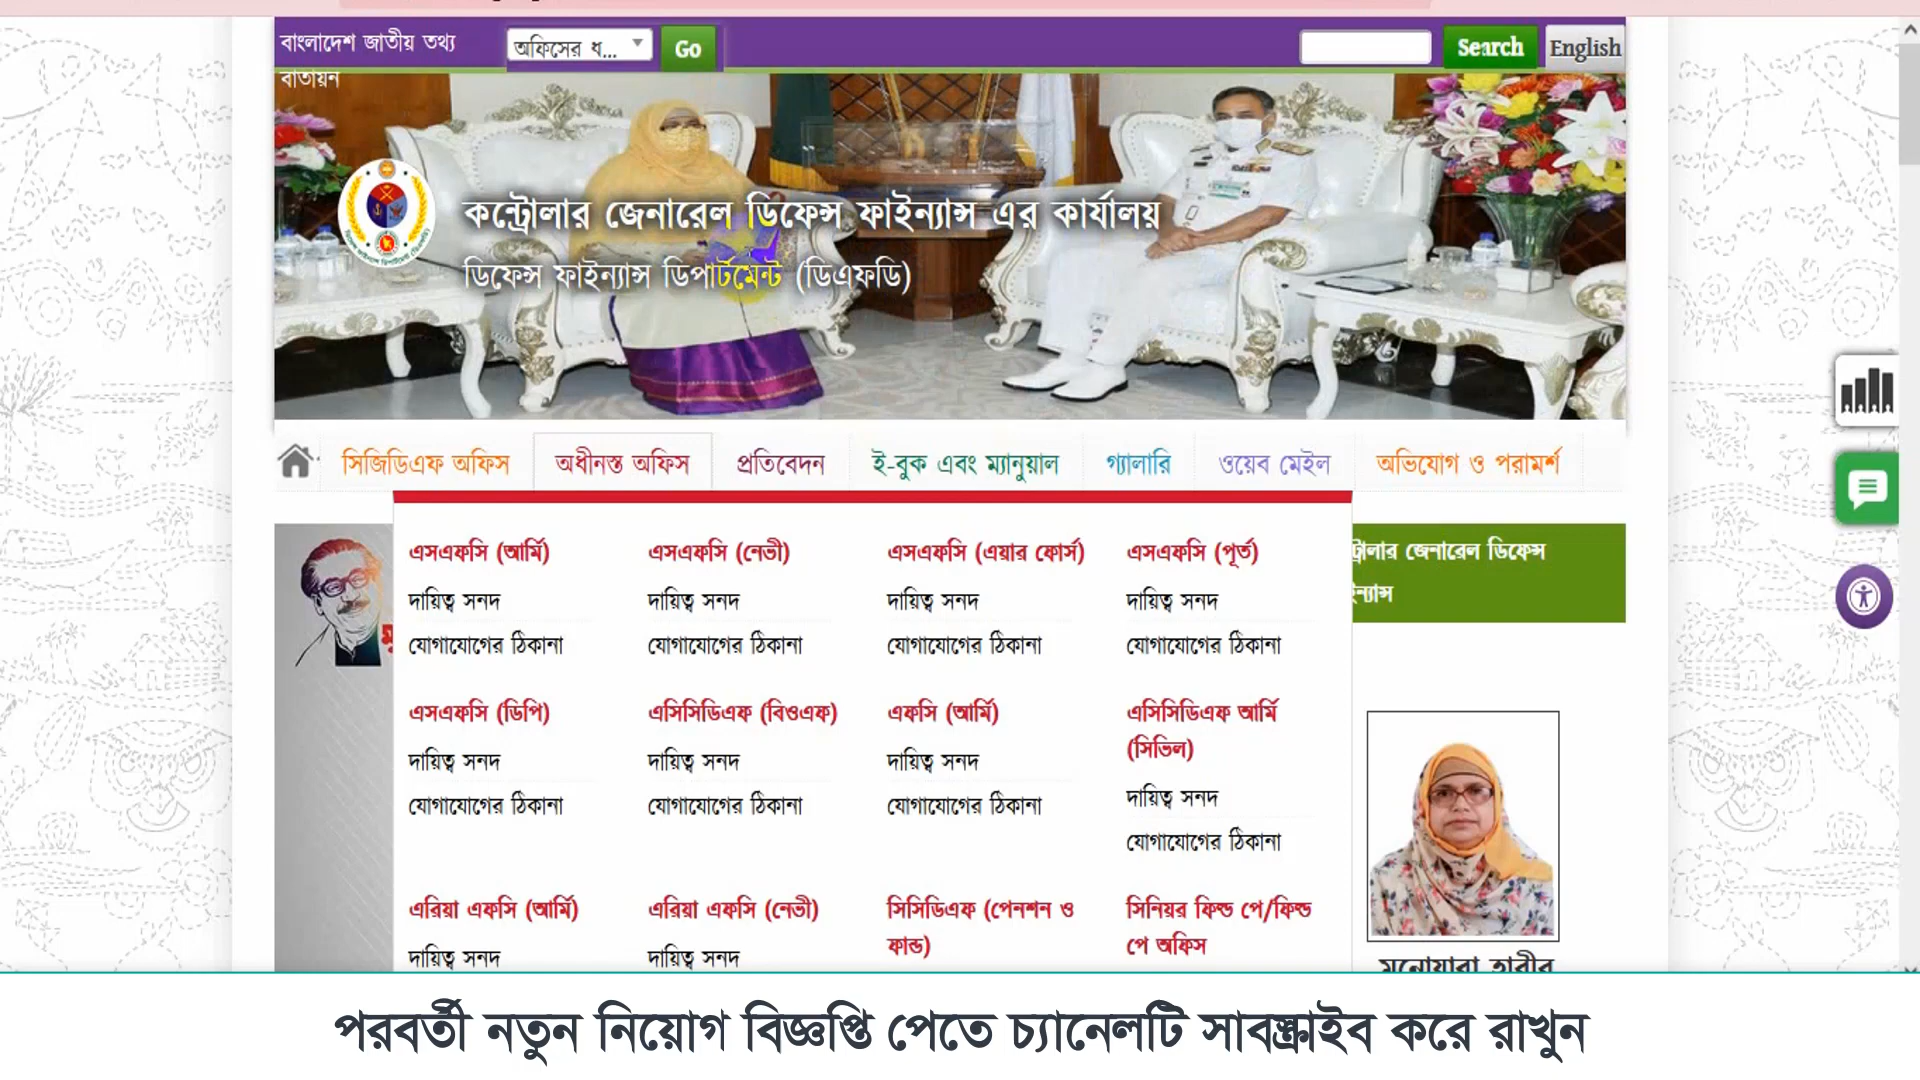 বাংলাদেশ জাতীয় তথ্য
বাতায়ন
অফিসের ধ...
Go
Search
English
কন্ট্রোলার জেনারেল ডিফেন্স ফাইন্যান্স এর কার্যালয়
ডিফেন্স ফাইন্যান্স ডিপার্টমেন্ট (ডিএফডি)
সিজিডিএফ অফিস
অধীনস্ত অফিস
প্রতিবেদন
ই-বুক এবং ম্যানুয়াল
গ্যালারি
ওয়েব মেইল
অভিযোগ ও পরামর্শ
এসএফসি (আর্মি)
দায়িত্ব সনদ
যোগাযোগের ঠিকানা
এসএফসি (নেভী)
দায়িত্ব সনদ
যোগাযোগের ঠিকানা
এসএফসি (এয়ার ফোর্স)
দায়িত্ব সনদ
যোগাযোগের ঠিকানা
এসএফসি (পূর্ত)
দায়িত্ব সনদ
যোগাযোগের ঠিকানা
এসএফসি (ডিপি)
দায়িত্ব সনদ
যোগাযোগের ঠিকানা
এসিসিডিএফ (বিওএফ)
দায়িত্ব সনদ
যোগাযোগের ঠিকানা
এফসি (আর্মি)
দায়িত্ব সনদ
যোগাযোগের ঠিকানা
এসিসিডিএফ আর্মি
(সিভিল)
দায়িত্ব সনদ
যোগাযোগের ঠিকানা
এরিয়া এফসি (আর্মি)
দায়িত্ব সনদ
এরিয়া এফসি (নেভী)
দায়িত্ব সনদ
সিসিডিএফ (পেনশন ও
ফান্ড)
সিনিয়র ফিল্ড পে/ফিল্ড
পে অফিস
জেনারেল ডিফেন্স
মনোয়ারা হাবীব
পরবর্তী নতুন নিয়োগ বিজ্ঞপ্তি পেতে চ্যানেলটি সাবস্ক্রাইব করে রাখুন